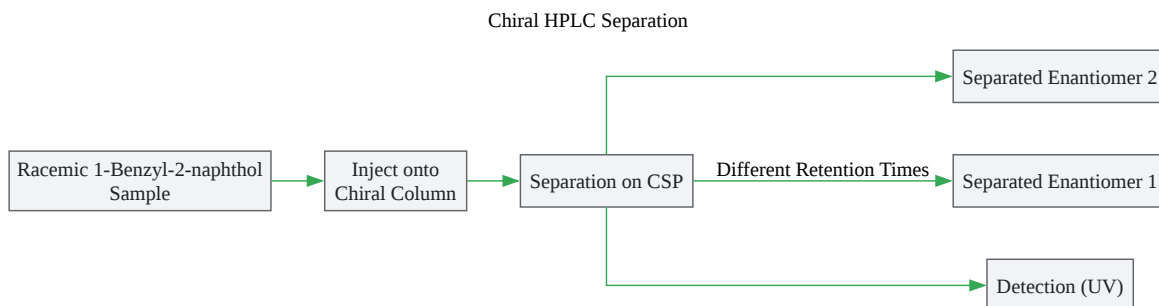 Chiral HPLC Separation
Separated Enantiomer 2
Racemic 1-Benzyl-2-naphthol
Sample
Inject onto
Chiral Column
Separation on CSP
Different Retention Times
Separated Enantiomer 1
Detection (UV)